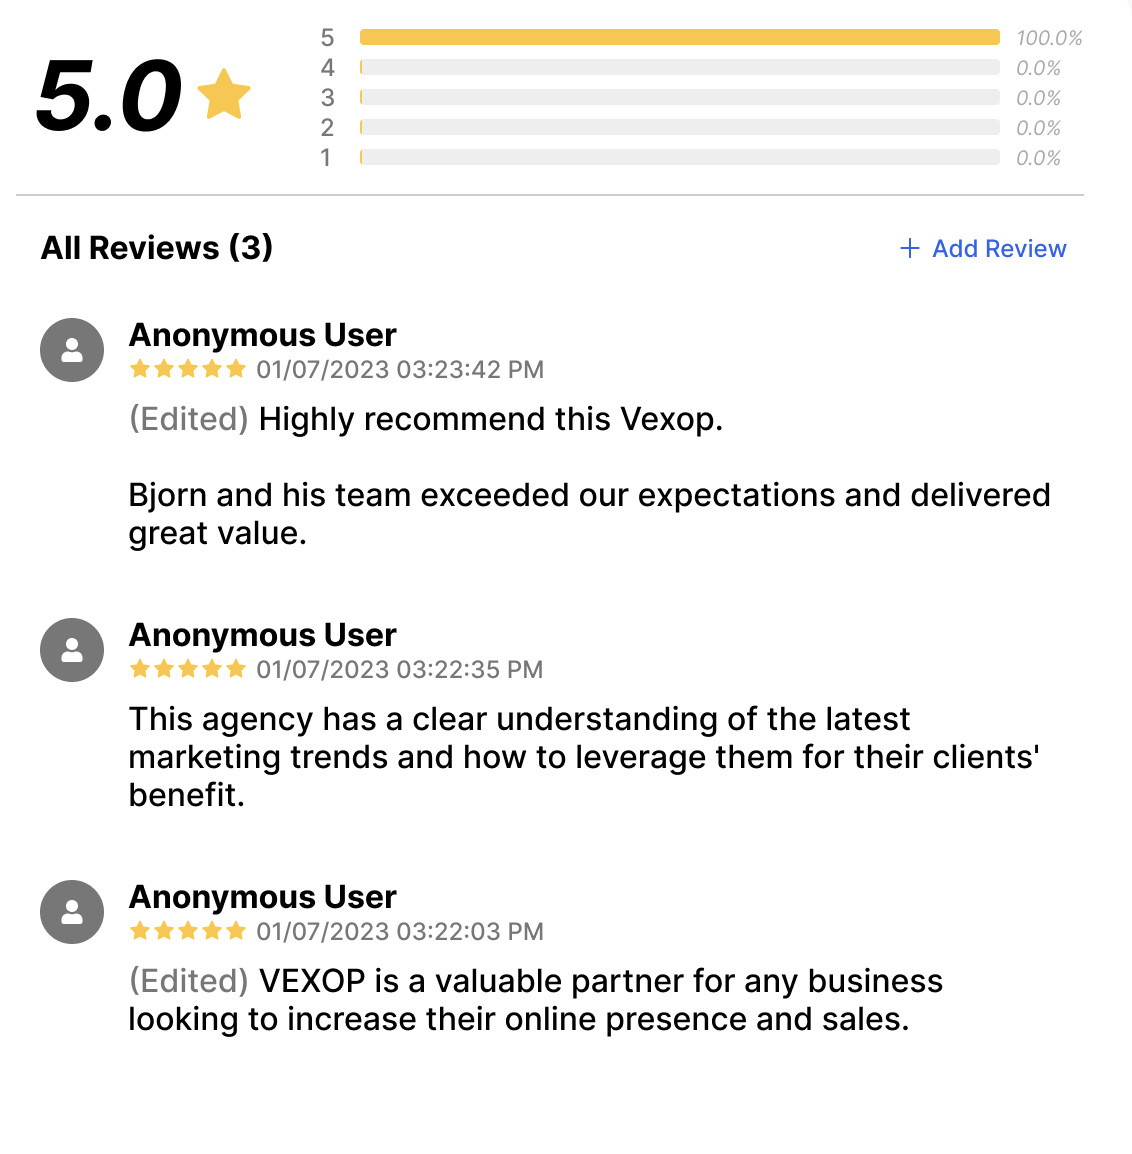 5.0
5 100.0%
4 0.0%
3 0.0%
2 0.0%
1 0.0%
All Reviews (3)
+ Add Review
Anonymous User
01/07/2023 03:23:42 PM
(Edited) Highly recommend this Vexop.
Bjorn and his team exceeded our expectations and delivered
great value.
Anonymous User
01/07/2023 03:22:35 PM
This agency has a clear understanding of the latest
marketing trends and how to leverage them for their clients'
benefit.
Anonymous User
01/07/2023 03:22:03 PM
(Edited) VEXOP is a valuable partner for any business
looking to increase their online presence and sales.